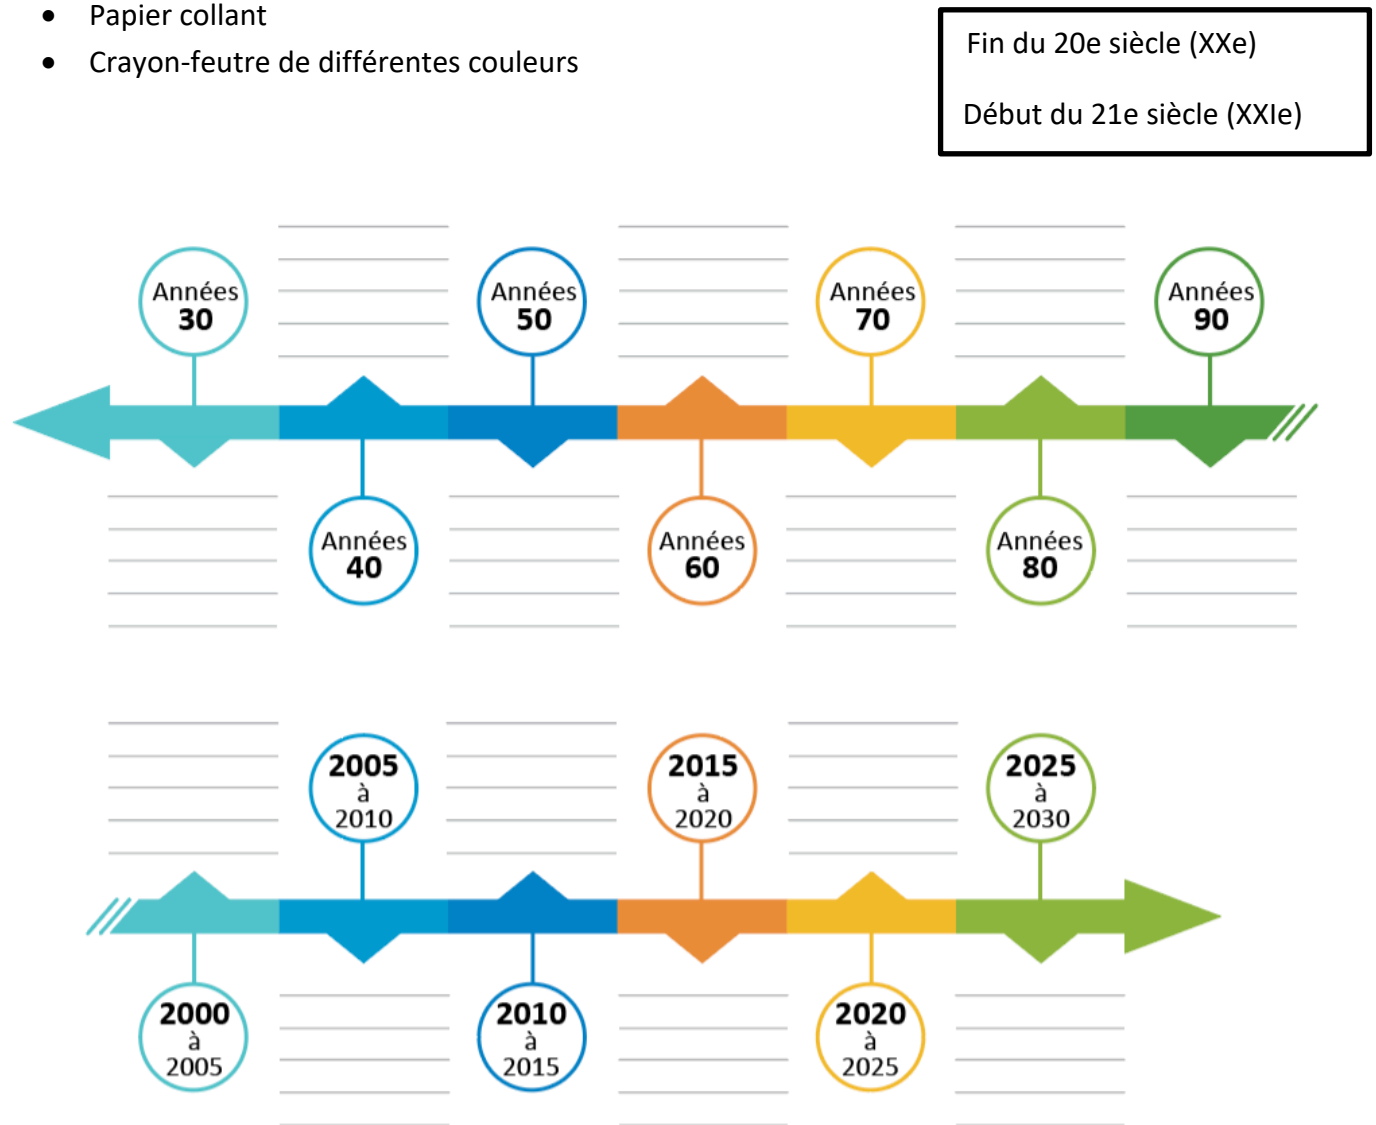 • Papier collant
• Crayon-feutre de différentes couleurs
Fin du 20e siècle (XXe)
Début du 21e siècle (XXIe)
Années
30
Années
50
Années
70
Années
90
Années
40
Années
60
Années
80
2005
à
2010
2015
à
2020
2025
à
2030
2000
à
2005
2010
à
2015
2020
à
2025